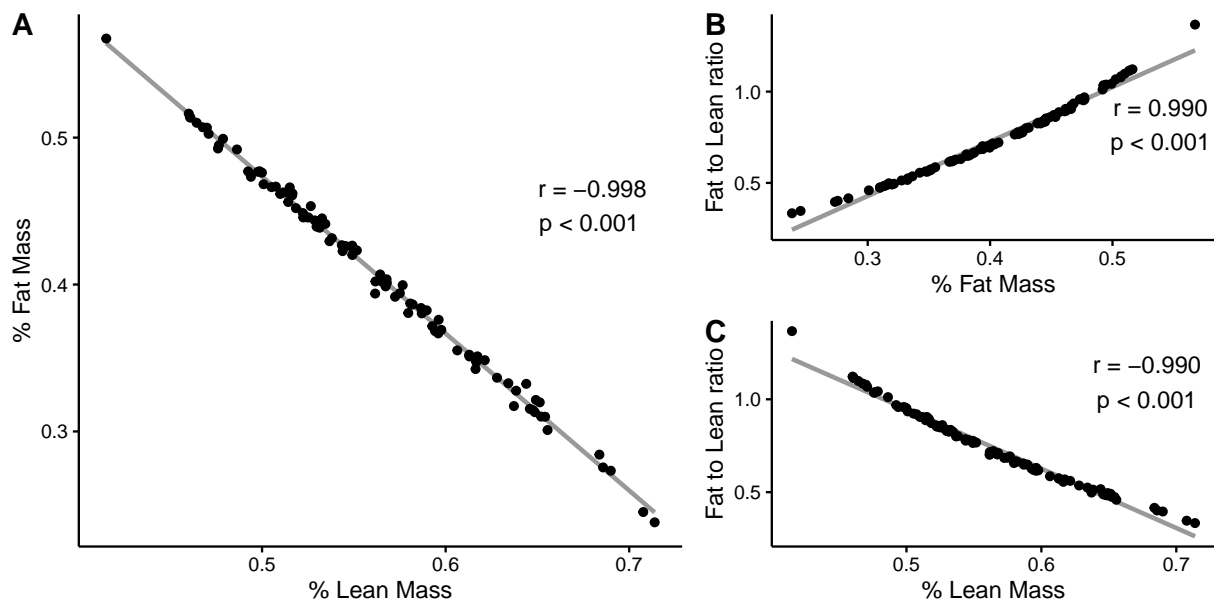 A
% Fat Mass
0.5
0.4
0.3
r = −0.998
p < 0.001
0.5
0.6
0.7
% Lean Mass
B
Fat to Lean ratio
1.0
0.5
r = 0.990
p < 0.001
0.3
0.4
0.5
% Fat Mass
C
Fat to Lean ratio
1.0
0.5
r = −0.990
p < 0.001
0.5
0.6
0.7
% Lean Mass